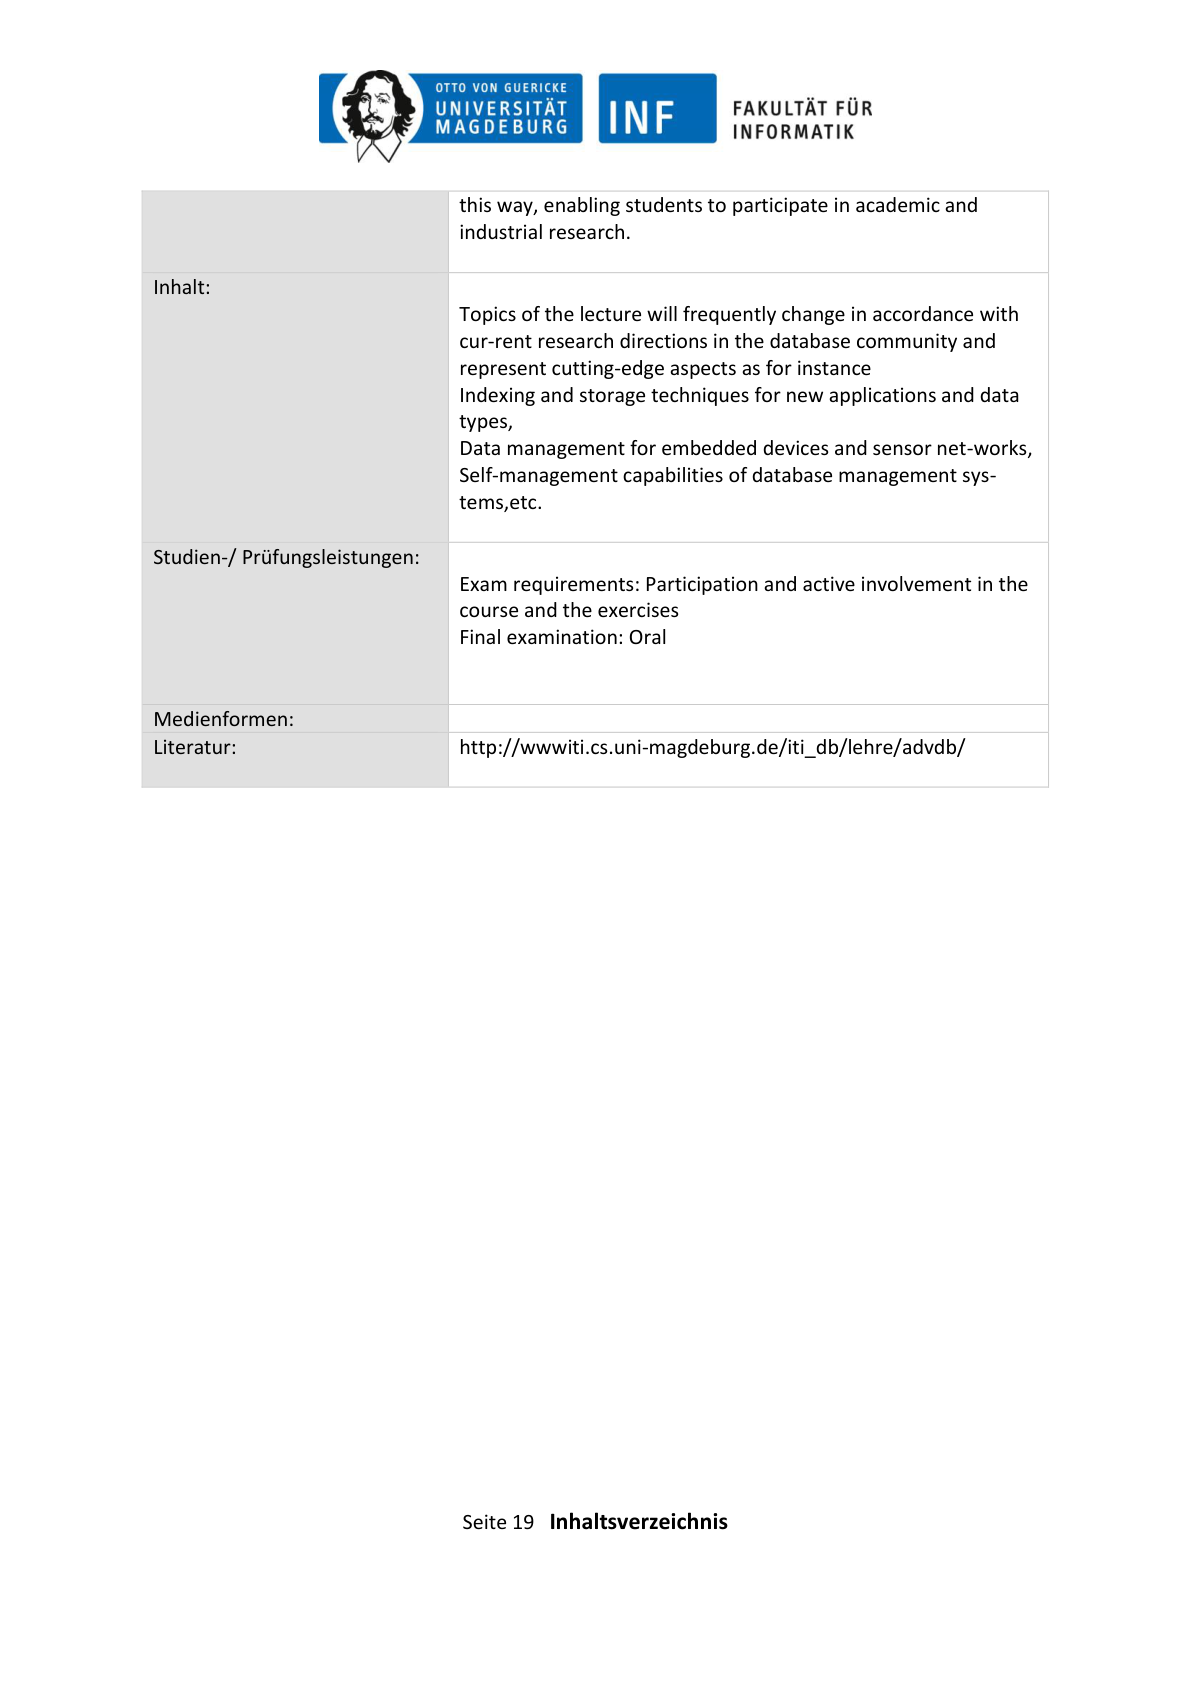 OTTO VON GUERICKE
UNIVERSITÄT
MAGDEBURG
INF
FAKULTÄT FÜR
INFORMATIK
this way, enabling students to participate in academic and
industrial research.
Inhalt:
Topics of the lecture will frequently change in accordance with
cur-rent research directions in the database community and
represent cutting-edge aspects as for instance
Indexing and storage techniques for new applications and data
types,
Data management for embedded devices and sensor net-works,
Self-management capabilities of database management sys-
tems,etc.
Studien-/ Prüfungsleistungen:
Exam requirements: Participation and active involvement in the
course and the exercises
Final examination: Oral
Medienformen:
Literatur:
http://wwwiti.cs.uni-magdeburg.de/iti_db/lehre/advdb/
Seite 19 Inhaltsverzeichnis